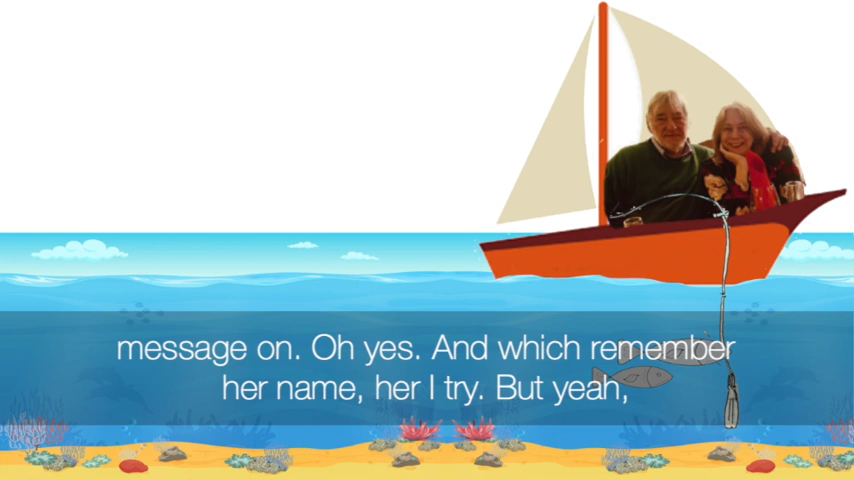 message on. Oh yes. And which remember
her name, her I try. But yeah,